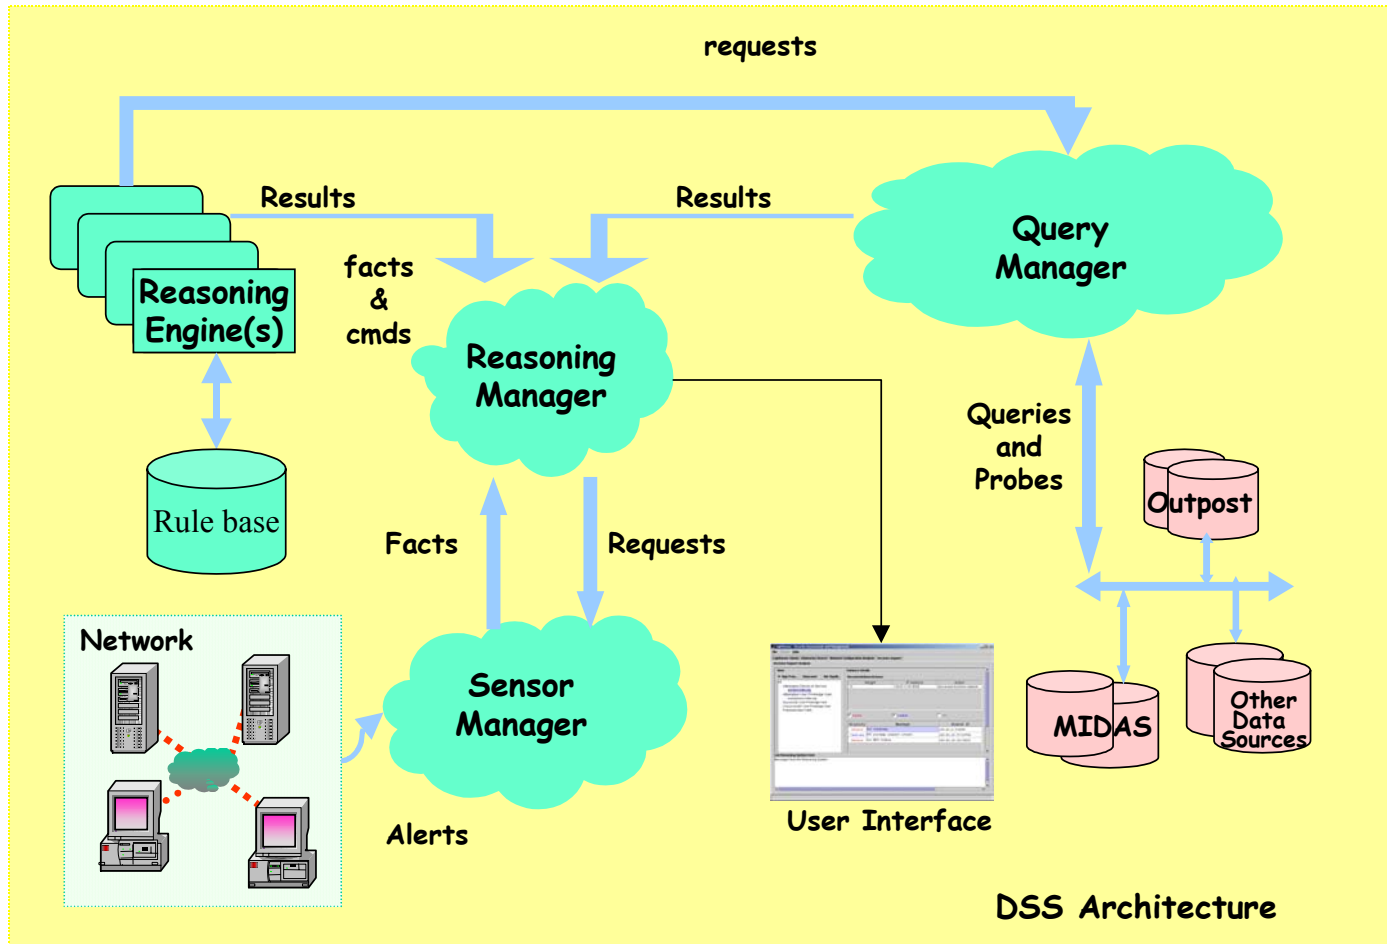 requests
Results
Results
Query
Manager
facts
&
cmds
Reasoning
Engine(s)
Reasoning
Manager
Queries
and
Probes
Outpost
Rule base
Facts
Requests
Network
Sensor
Manager
MIDAS
Other
Data
Sources
User Interface
Alerts
DSS Architecture